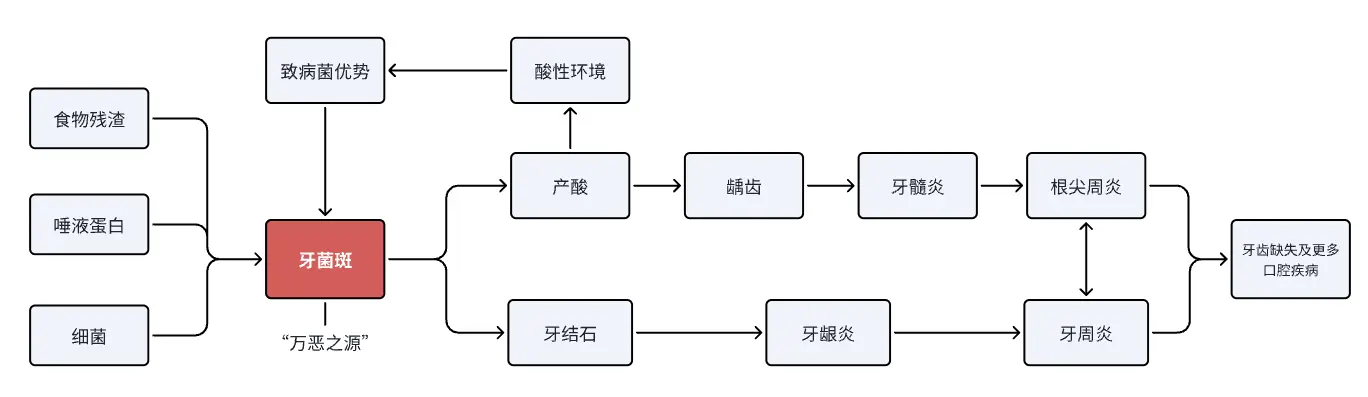 致病菌优势
酸性环境
食物残渣
产酸
龋齿
牙髓炎
根尖周炎
唾液蛋白
牙菌斑
牙齿缺失及更多
口腔疾病
细菌
“万恶之源”
牙结石
牙龈炎
牙周炎